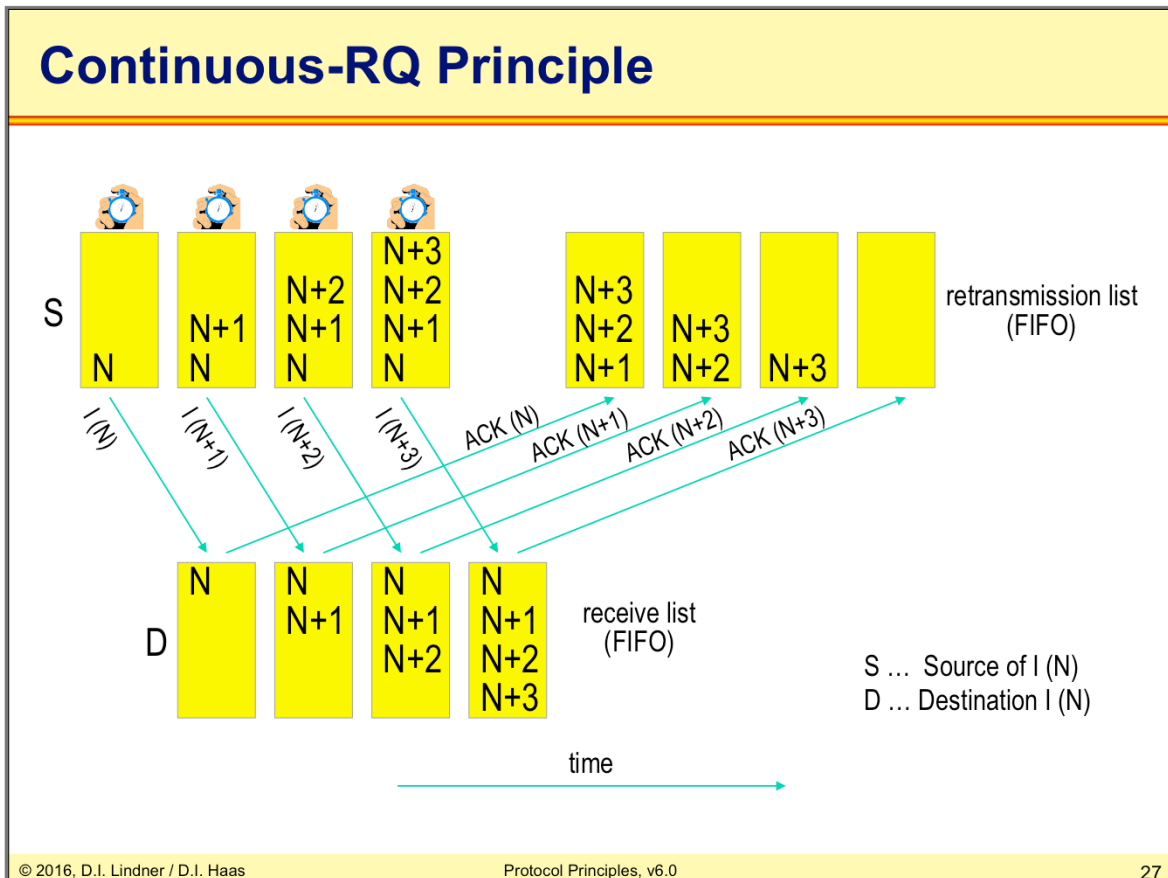 Continuous-RQ Principle
S
N
N+1
N
N+2
N+1
N
N+3
N+2
N+1
N
N+3
N+2
N+1
N+3
N+2
N+3
retransmission list
(FIFO)
I (N)
I (N+1)
I (N+2)
I (N+3)
ACK (N)
ACK (N+1)
ACK (N+2)
ACK (N+3)
D
N
N
N+1
N
N+1
N+2
N
N+1
N+2
N+3
receive list
(FIFO)
S … Source of I (N)
D … Destination I (N)
time
© 2016, D.I. Lindner / D.I. Haas
Protocol Principles, v6.0
27